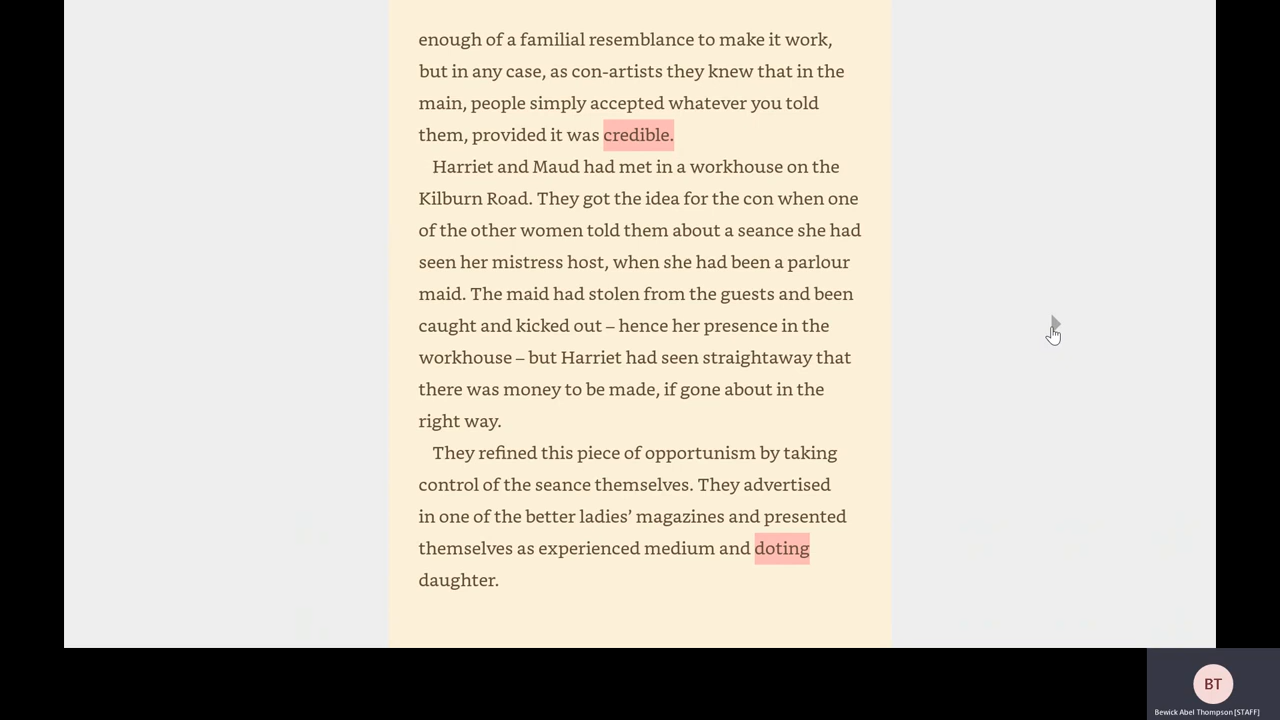 enough of a familial resemblance to make it work,
but in any case, as con-artists they knew that in the
main, people simply accepted whatever you told
them, provided it was credible.
Harriet and Maud had met in a workhouse on the
Kilburn Road. They got the idea for the con when one
of the other women told them about a seance she had
seen her mistress host, when she had been a parlour
maid. The maid had stolen from the guests and been
caught and kicked out – hence her presence in the
workhouse – but Harriet had seen straightaway that
there was money to be made, if gone about in the
right way.
They refined this piece of opportunism by taking
control of the seance themselves. They advertised
in one of the better ladies’ magazines and presented
themselves as experienced medium and doting
daughter.
BT
Bewick Abel Thompson [STAFF]